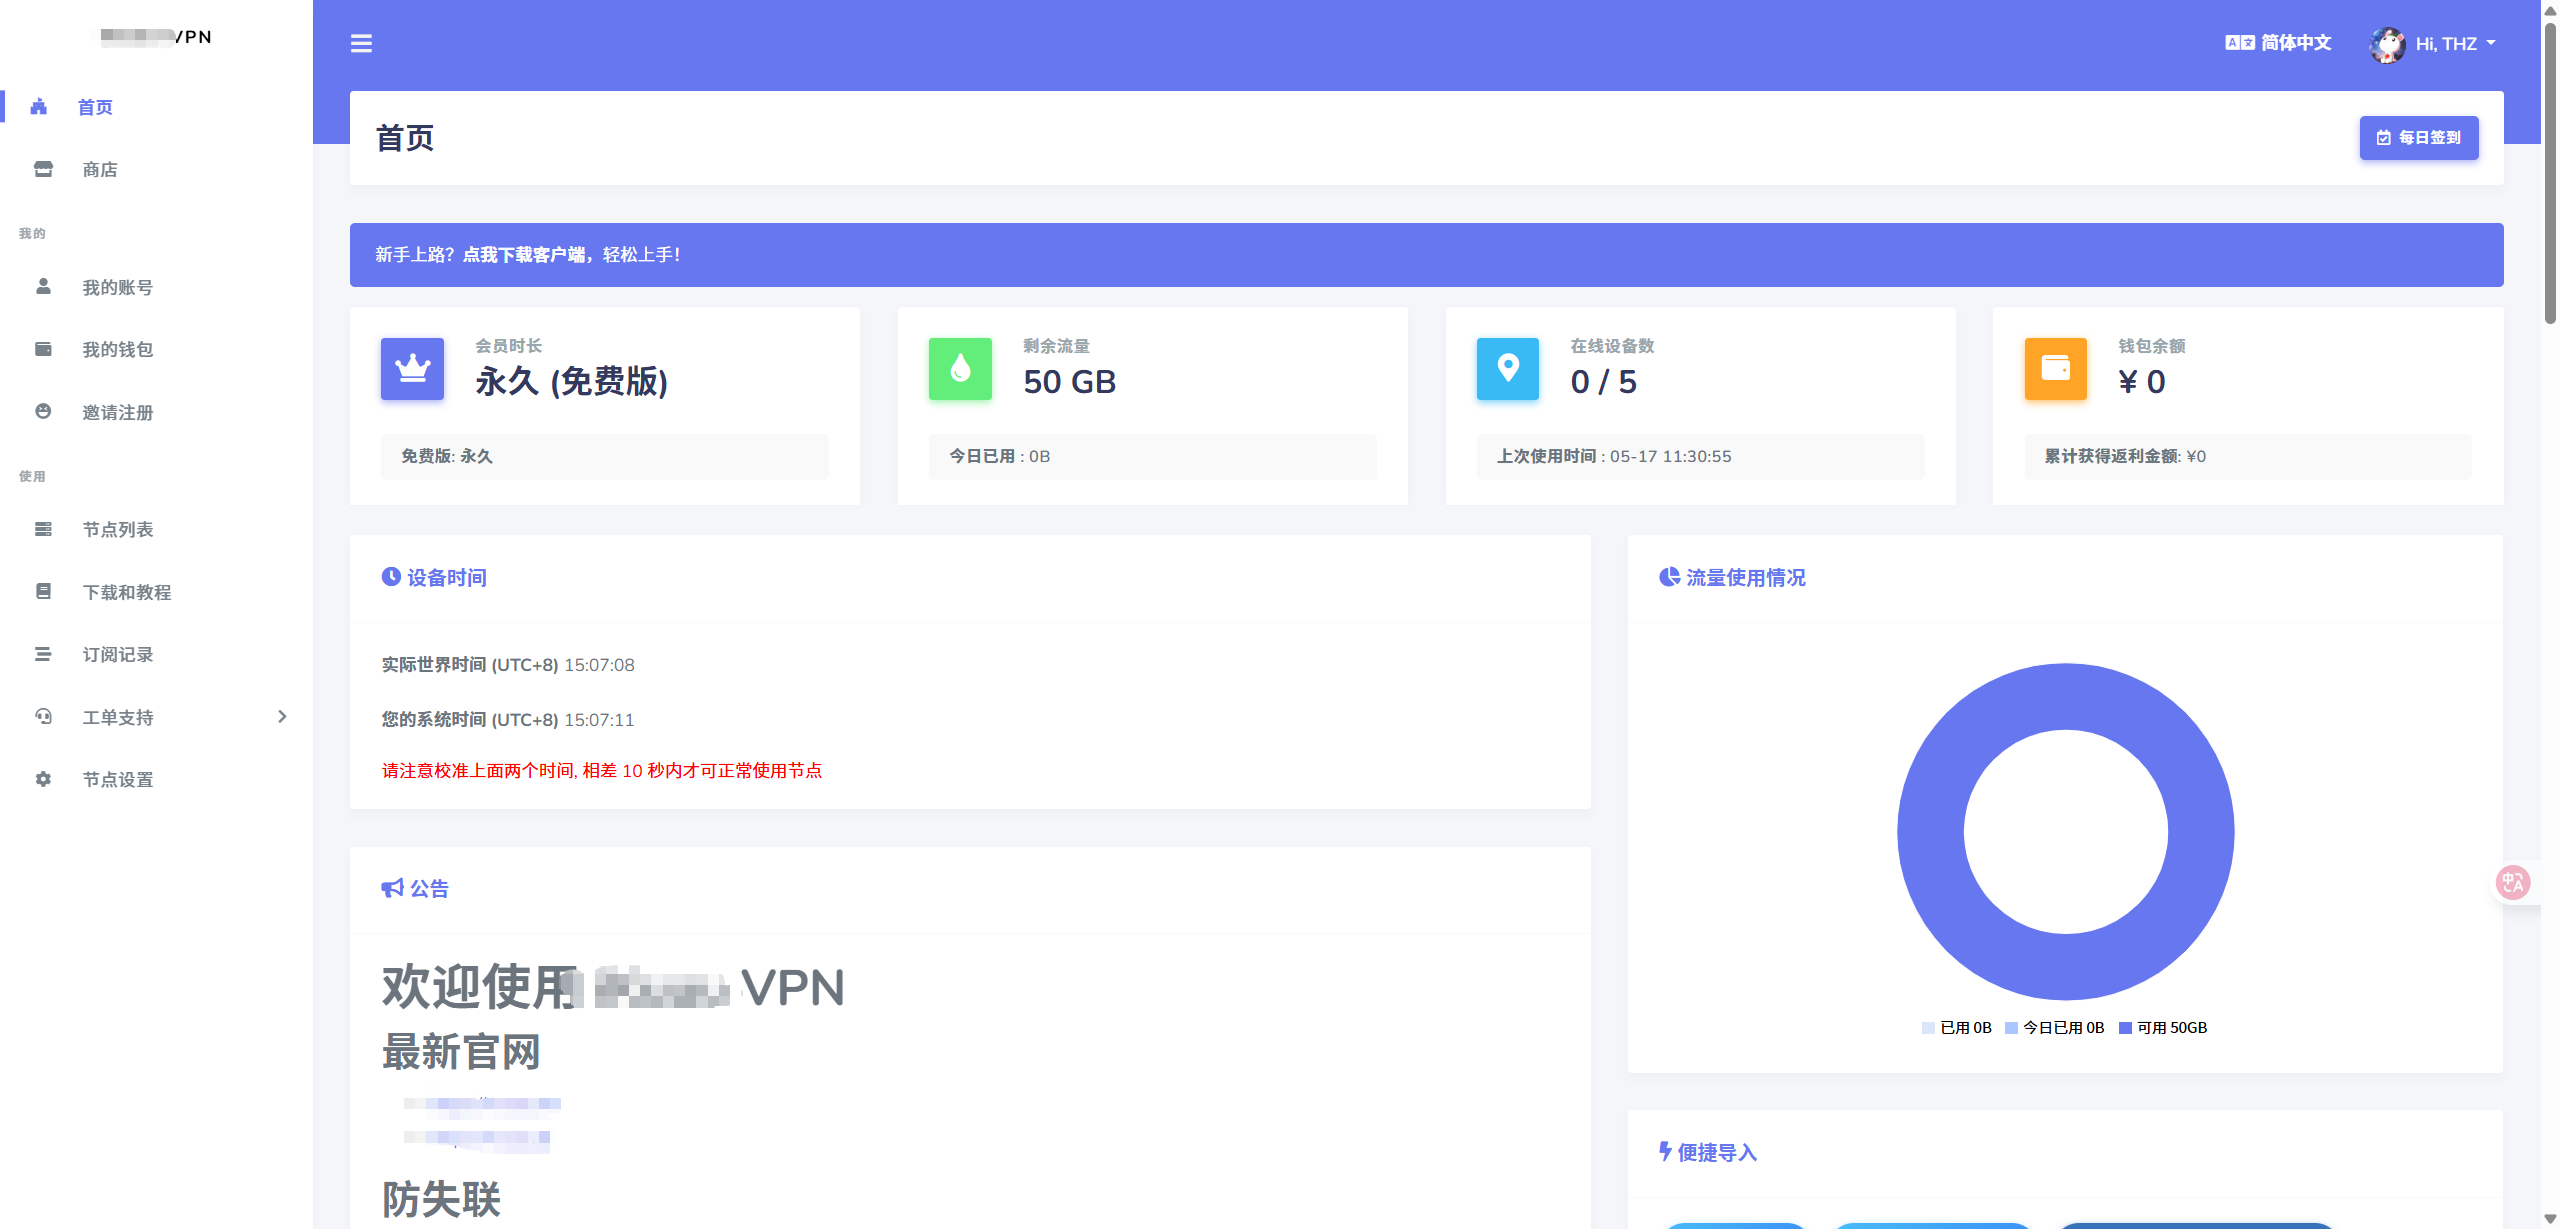 VPN
首页
商店
我的
我的账号
我的钱包
邀请注册
使用
节点列表
下载和教程
订阅记录
工单支持
节点设置
简体中文
Hi, THZ
首页
每日签到
新手上路？点我下载客户端，轻松上手！
会员时长
永久 (免费版)
免费版: 永久
剩余流量
50 GB
今日已用 : 0B
在线设备数
0 / 5
上次使用时间 : 05-17 11:30:55
钱包余额
¥ 0
累计获得返利金额: ¥0
设备时间
实际世界时间 (UTC+8) 15:07:08
您的系统时间 (UTC+8) 15:07:11
请注意校准上面两个时间, 相差 10 秒内才可正常使用节点
流量使用情况
已用 0B 今日已用 0B 可用 50GB
公告
欢迎使用 VPN
最新官网
防失联
便捷导入